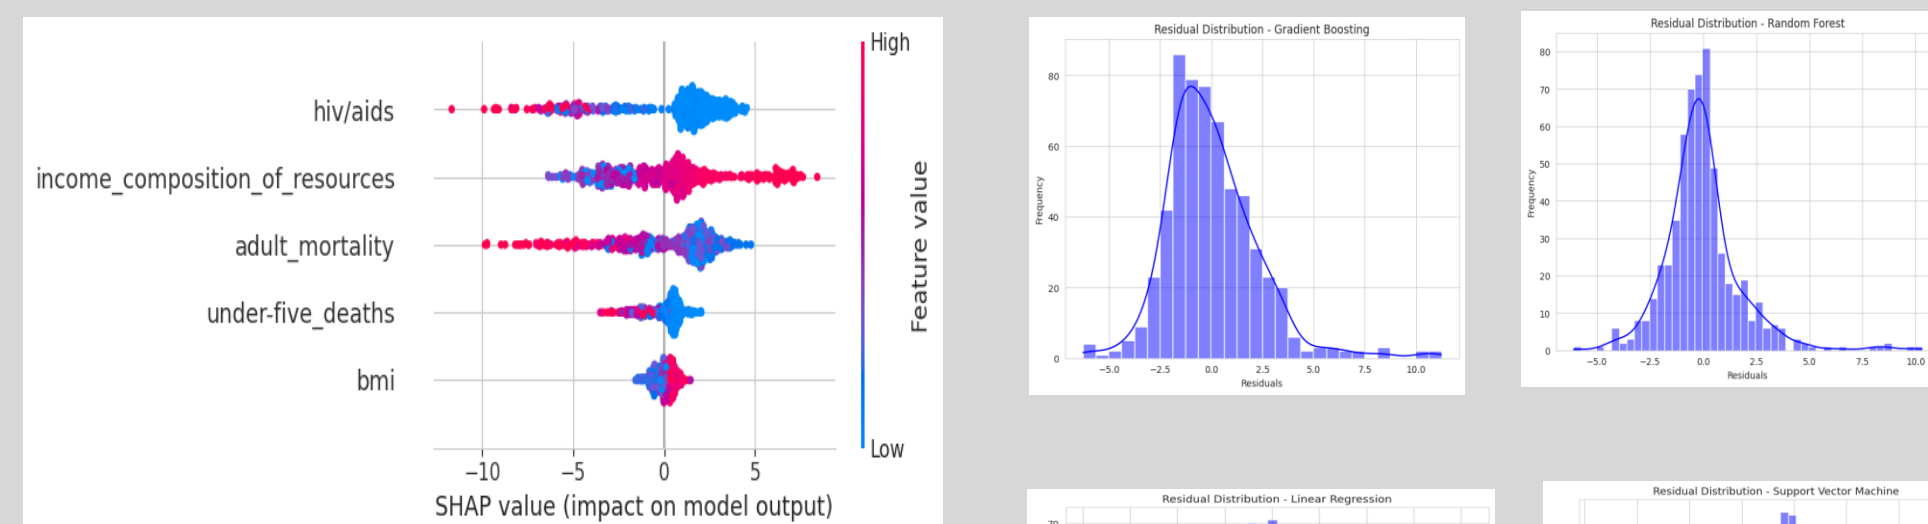 High
hiv/aids
income_composition_of_resources
adult_mortality
under-five_deaths
bmi
Low
Feature value
−10 −5 0 5
SHAP value (impact on model output)
Residual Distribution - Gradient Boosting
80
60
40
20
0
Frequency
−5.0 −2.5 0.0 2.5 5.0 7.5 10.0
Residuals
Residual Distribution - Random Forest
80
70
60
50
40
30
20
10
0
Frequency
−5.0 −2.5 0.0 2.5 5.0 7.5 10.0
Residuals
Residual Distribution - Linear Regression
70
Residual Distribution - Support Vector Machine